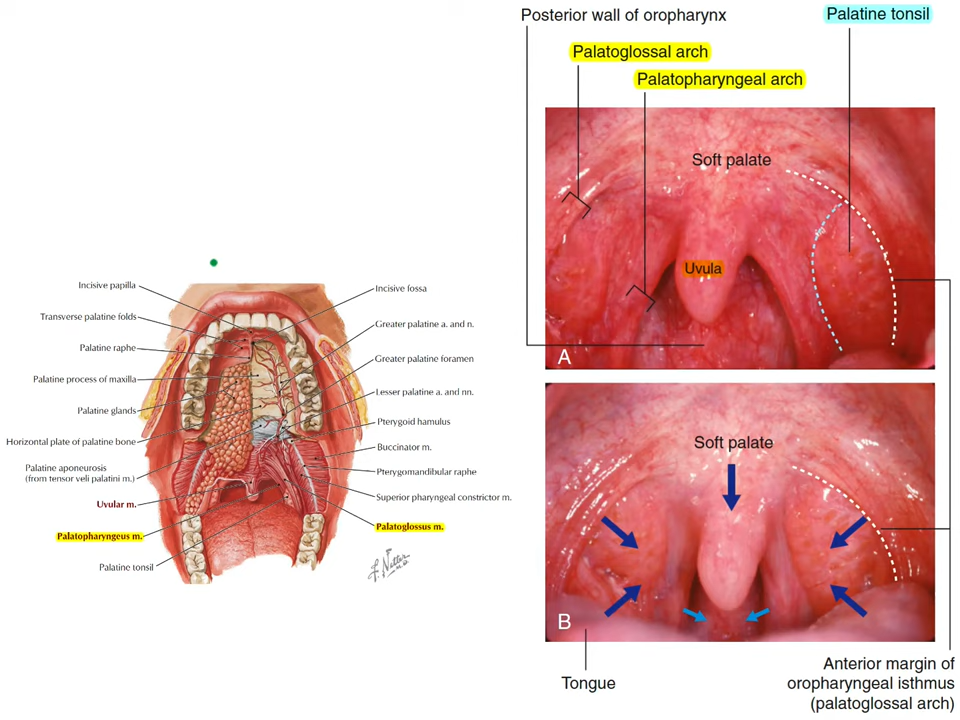 Posterior wall of oropharynx
Palatine tonsil
Palatoglossal arch
Palatopharyngeal arch
Soft palate
Uvula
A
Soft palate
B
Tongue
Anterior margin of
oropharyngeal isthmus
(palatoglossal arch)
Incisive papilla
Transverse palatine folds
Palatine raphe
Palatine process of maxilla
Palatine glands
Horizontal plate of palatine bone
Palatine aponeurosis
(from tensor veli palatini m.)
Uvular m.
Palatopharyngeus m.
Palatine tonsil
Incisive fossa
Greater palatine a. and n.
Greater palatine foramen
Lesser palatine a. and nn.
Pterygoid hamulus
Buccinator m.
Pterygomandibular raphe
Superior pharyngeal constrictor m.
Palatoglossus m.
F. Netter
M.D.